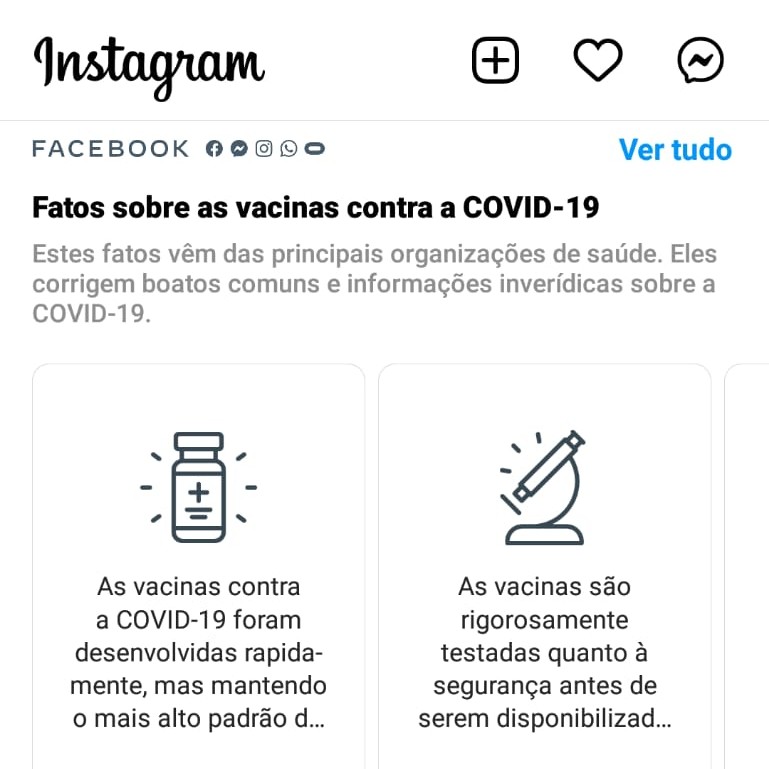 Instagram
FACEBOOK
Ver tudo
Fatos sobre as vacinas contra a COVID-19
Estes fatos vêm das principais organizações de saúde. Eles
corrigem boatos comuns e informações inverídicas sobre a
COVID-19.
As vacinas contra
a COVID-19 foram
desenvolvidas rapida-
mente, mas mantendo
o mais alto padrão d...
As vacinas são
rigorosamente
testadas quanto à
segurança antes de
serem disponibilizad...